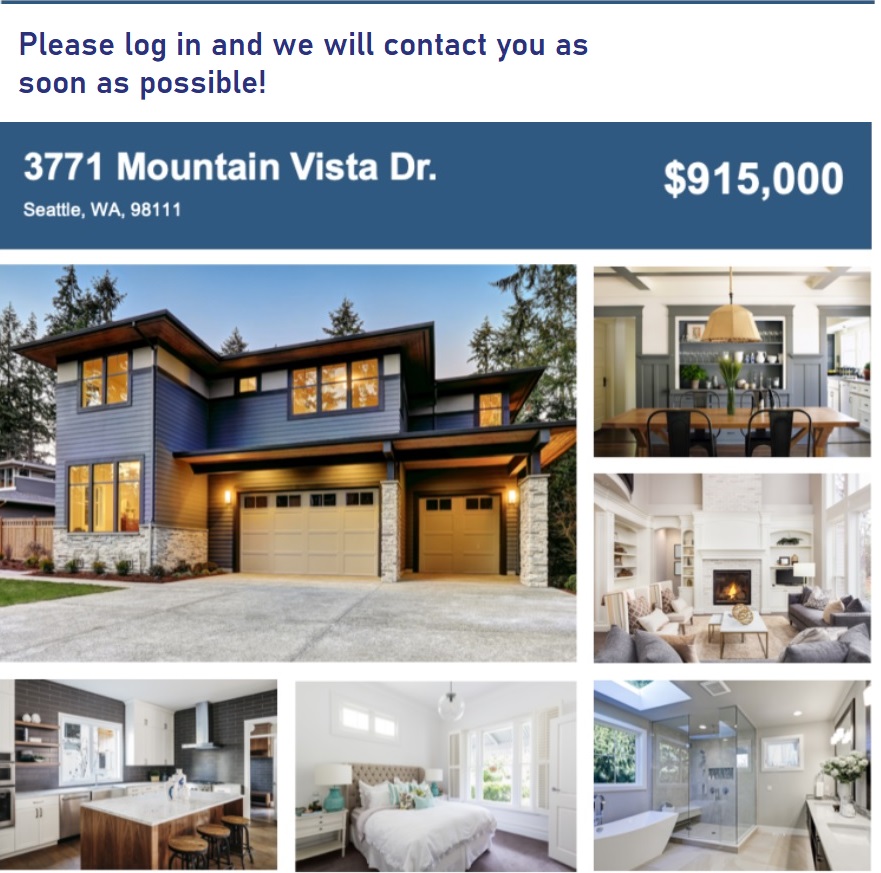 Please log in and we will contact you as
soon as possible!
3771 Mountain Vista Dr.
$915,000
Seattle, WA, 98111